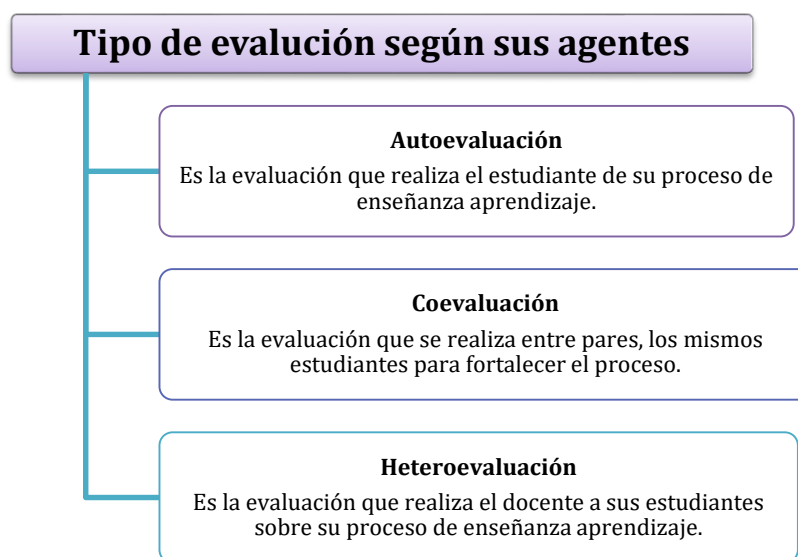 Tipo de evalución según sus agentes
Autoevaluación
Es la evaluación que realiza el estudiante de su proceso de
enseñanza aprendizaje.
Coevaluación
Es la evaluación que se realiza entre pares, los mismos
estudiantes para fortalecer el proceso.
Heteroevaluación
Es la evaluación que realiza el docente a sus estudiantes
sobre su proceso de enseñanza aprendizaje.